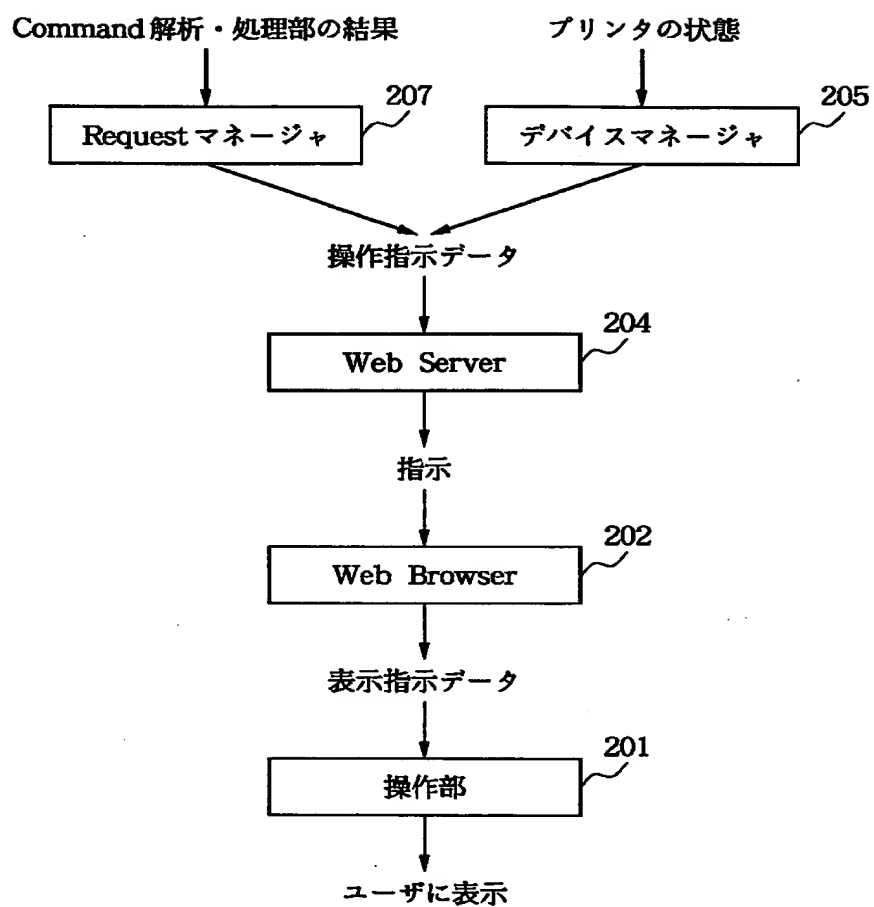 Command解析・処理部の結果
プリンタの状態
207
205
Requestマネージャ
デバイスマネージャ
操作指示データ
204
Web Server
指示
202
Web Browser
表示指示データ
201
操作部
ユーザに表示